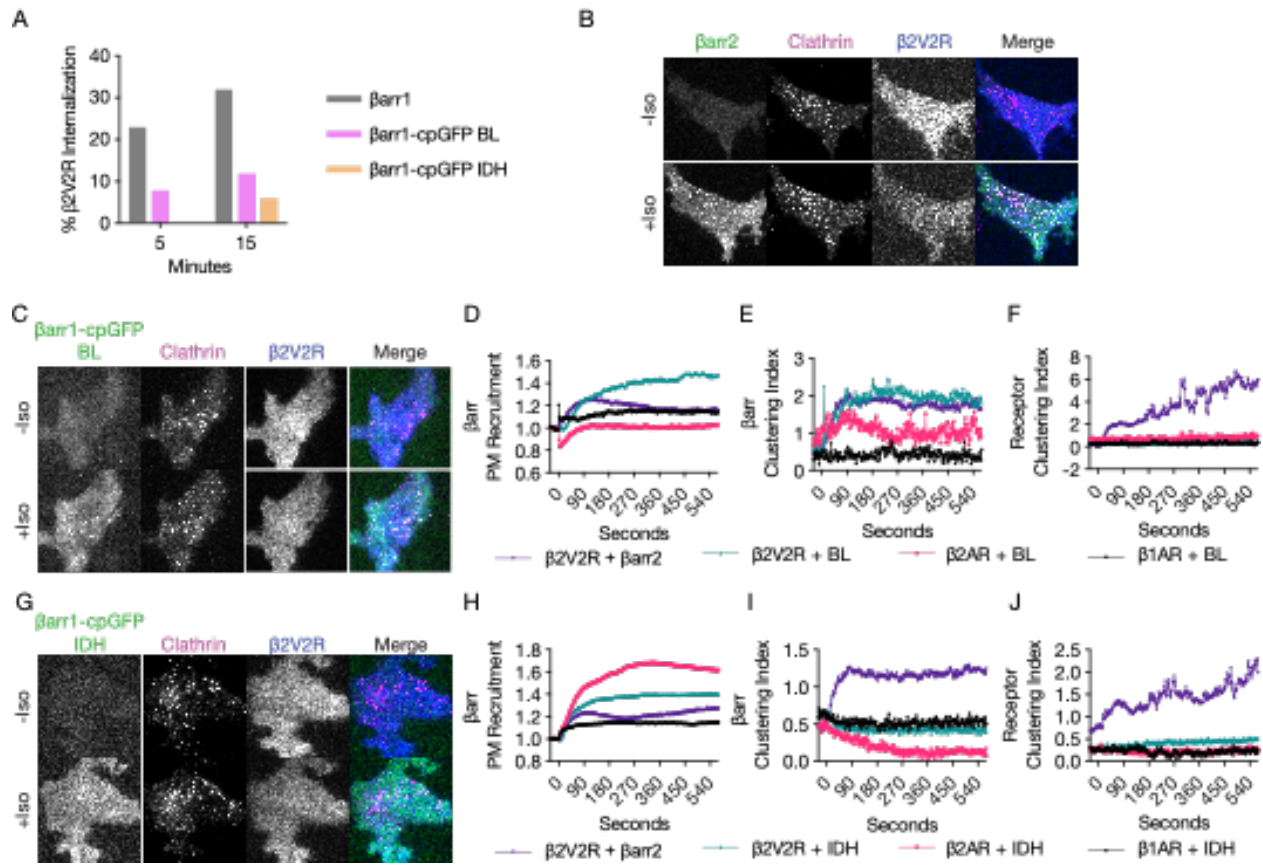 A
% β2V2R Internalization
40
30
20
10
0
5
15
Minutes
βarr1
βarr1-cpGFP BL
βarr1-cpGFP IDH
B
βarr2
Clathrin
β2V2R
Merge
-Iso
+Iso
C
βarr1-cpGFP
BL
Clathrin
β2V2R
Merge
-Iso
+Iso
D
βarr
PM Recruitment
1.6
1.4
1.2
1.0
0.8
0.6
0
90
180
270
360
450
540
Seconds
E
βarr
Clustering Index
3
2
1
0
0
90
180
270
360
450
540
Seconds
F
Receptor
Clustering Index
8
6
4
2
0
-2
0
90
180
270
360
450
540
Seconds
β2V2R + βarr2
β2V2R + BL
β2AR + BL
β1AR + BL
G
βarr1-cpGFP
IDH
Clathrin
β2V2R
Merge
-Iso
+Iso
H
βarr
PM Recruitment
1.8
1.6
1.4
1.2
1.0
0.8
0
90
180
270
360
450
540
Seconds
I
βarr
Clustering Index
1.5
1.0
0.5
0.0
0
90
180
270
360
450
540
Seconds
J
Receptor
Clustering Index
2.5
2.0
1.5
1.0
0.5
0.0
0
90
180
270
360
450
540
Seconds
β2V2R + βarr2
β2V2R + IDH
β2AR + IDH
β1AR + IDH